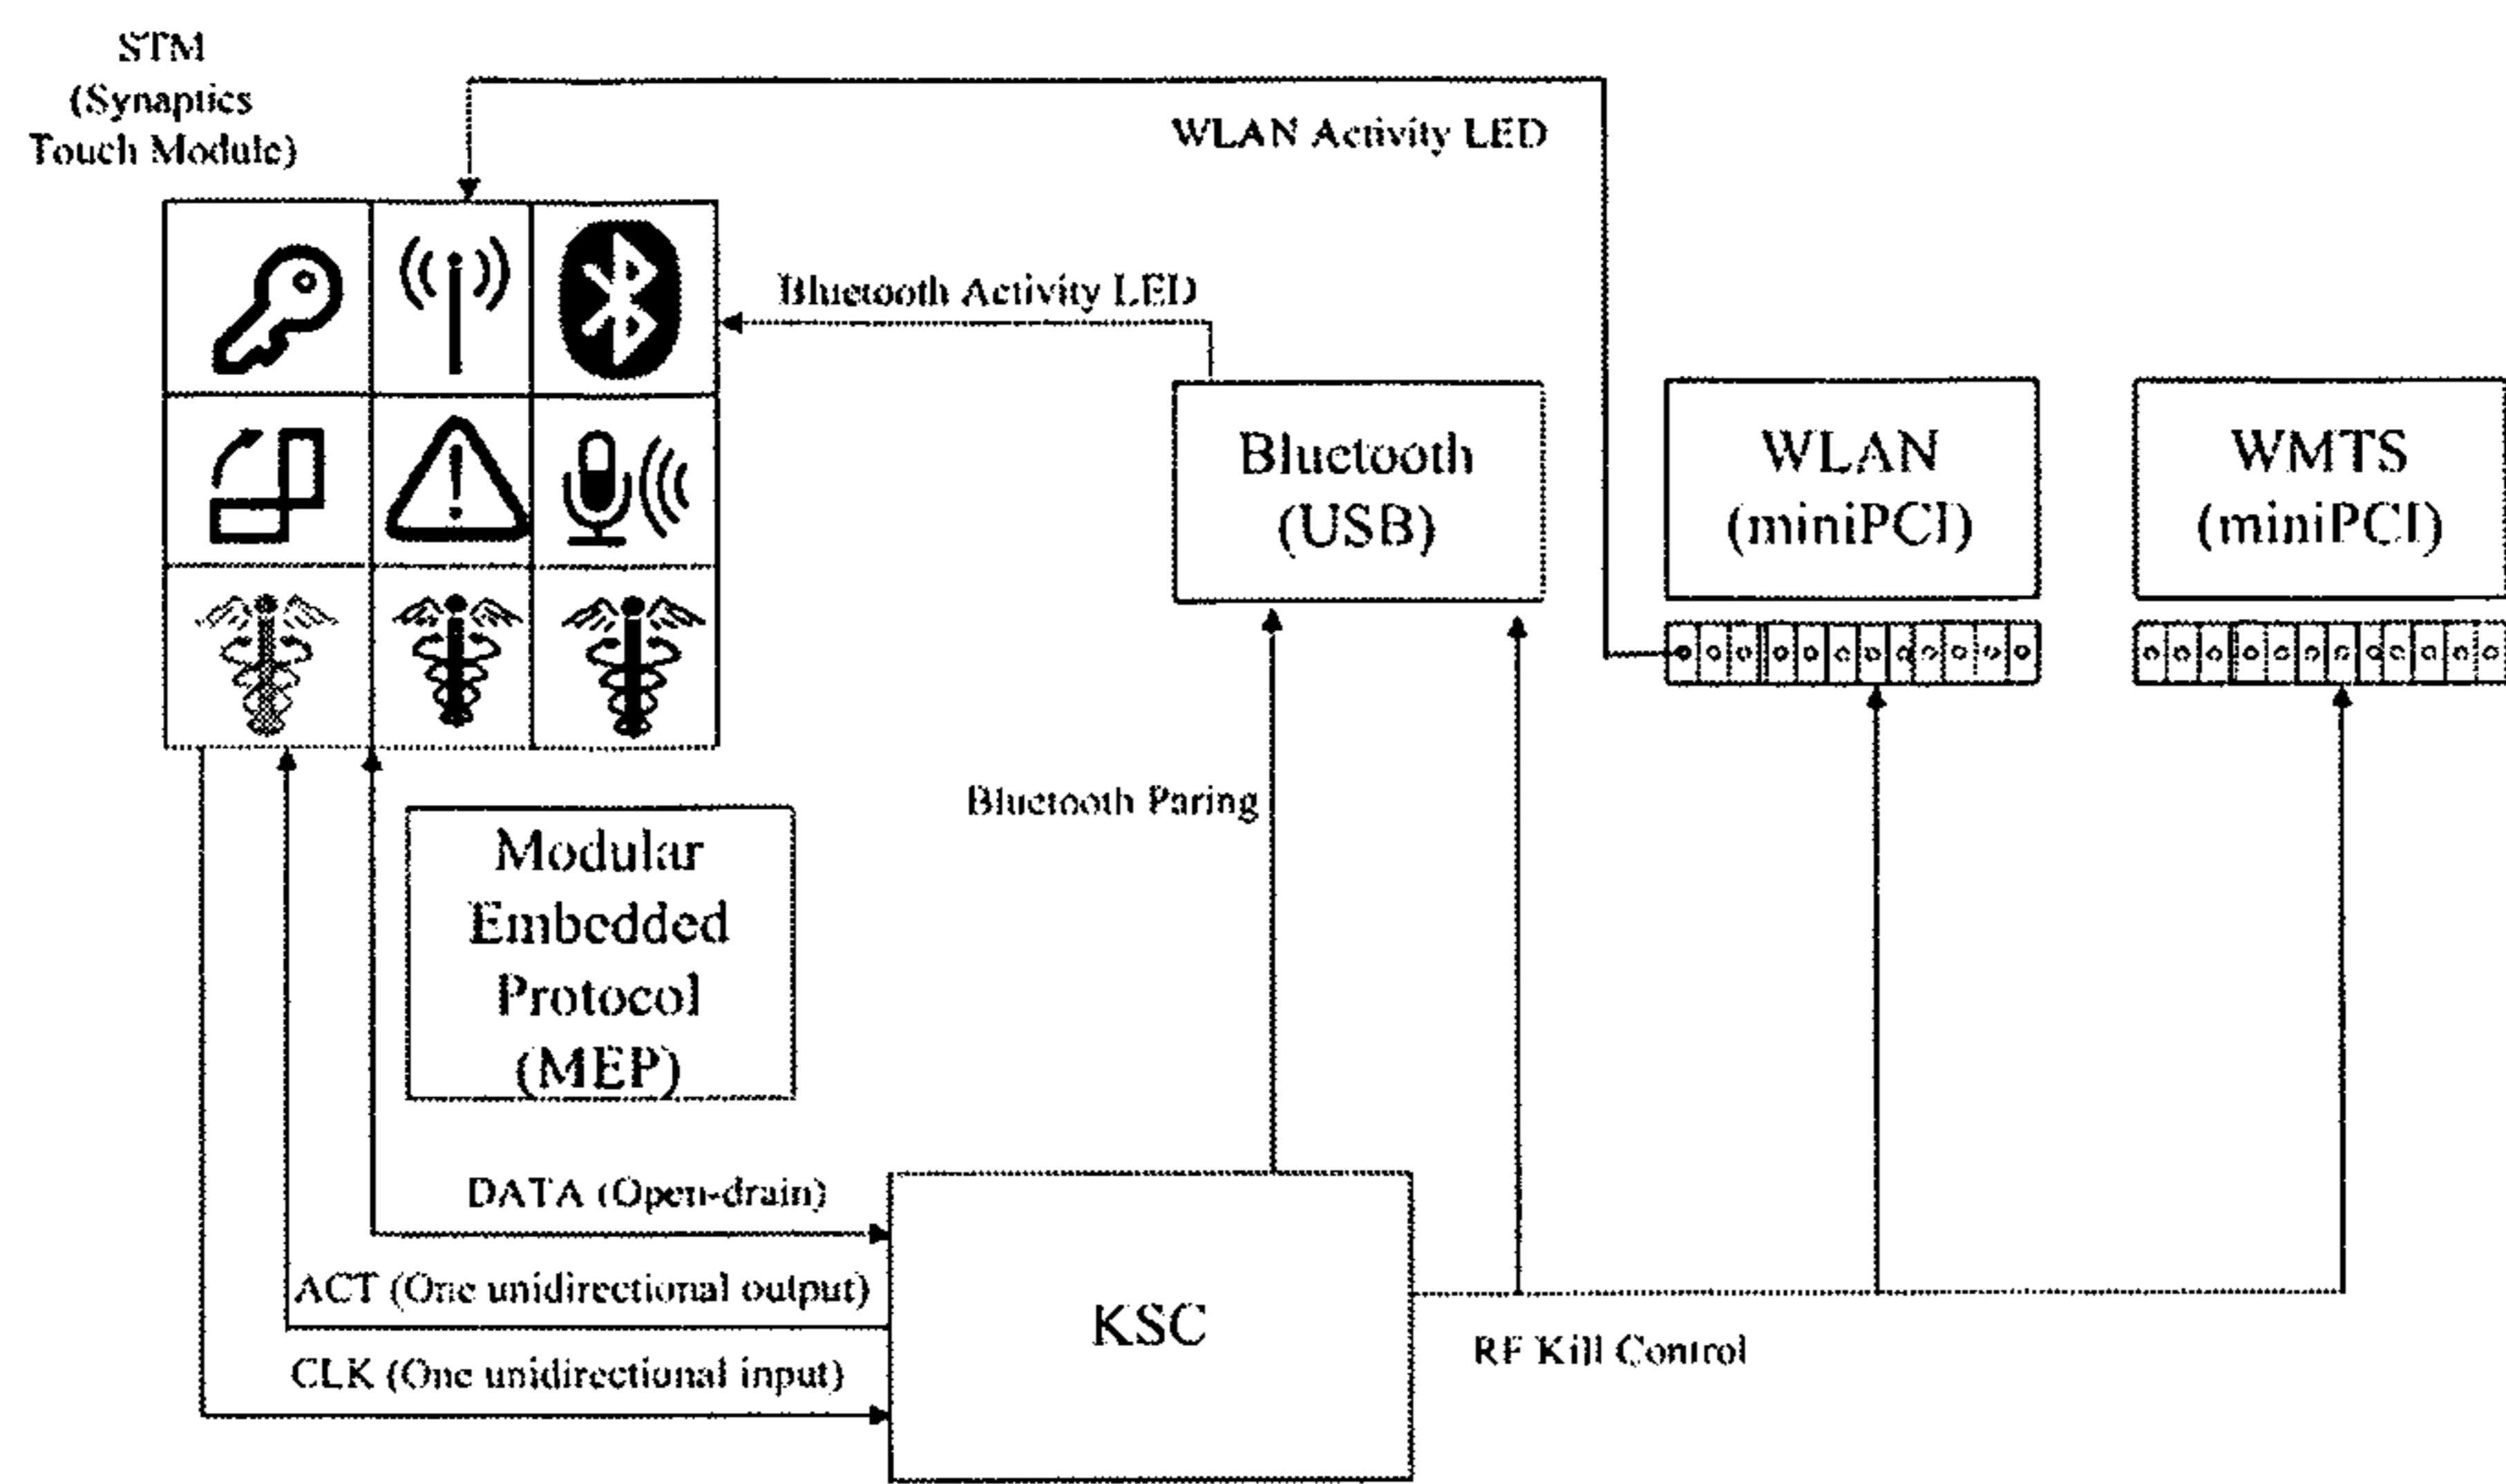 STM
(Synaptics
Touch Module)
WLAN Activity LED
Bluetooth Activity LED
Bluetooth
(USB)
WLAN
(miniPCI)
WMTS
(miniPCI)
Bluetooth Paring
Modular
Embedded
Protocol
(MEP)
DATA (Open-drain)
ACT (One unidirectional output)
CLK (One unidirectional input)
KSC
RF Kill Control